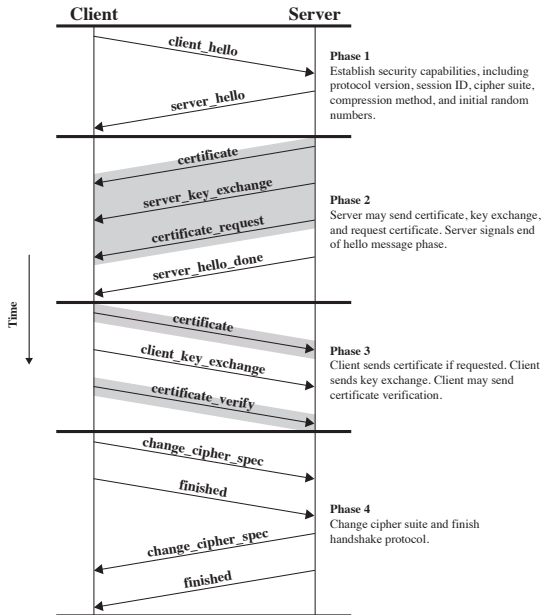 Client Server
client_hello
Phase 1
Establish security capabilities, including
protocol version, session ID, cipher suite,
compression method, and initial random
numbers.
server_hello
certificate
server_key_exchange
Phase 2
Server may send certificate, key exchange,
and request certificate. Server signals end
of hello message phase.
certificate_request
server_hello_done
Time
certificate
client_key_exchange
Phase 3
Client sends certificate if requested. Client
sends key exchange. Client may send
certificate verification.
certificate_verify
change_cipher_spec
finished
Phase 4
Change cipher suite and finish
handshake protocol.
change_cipher_spec
finished